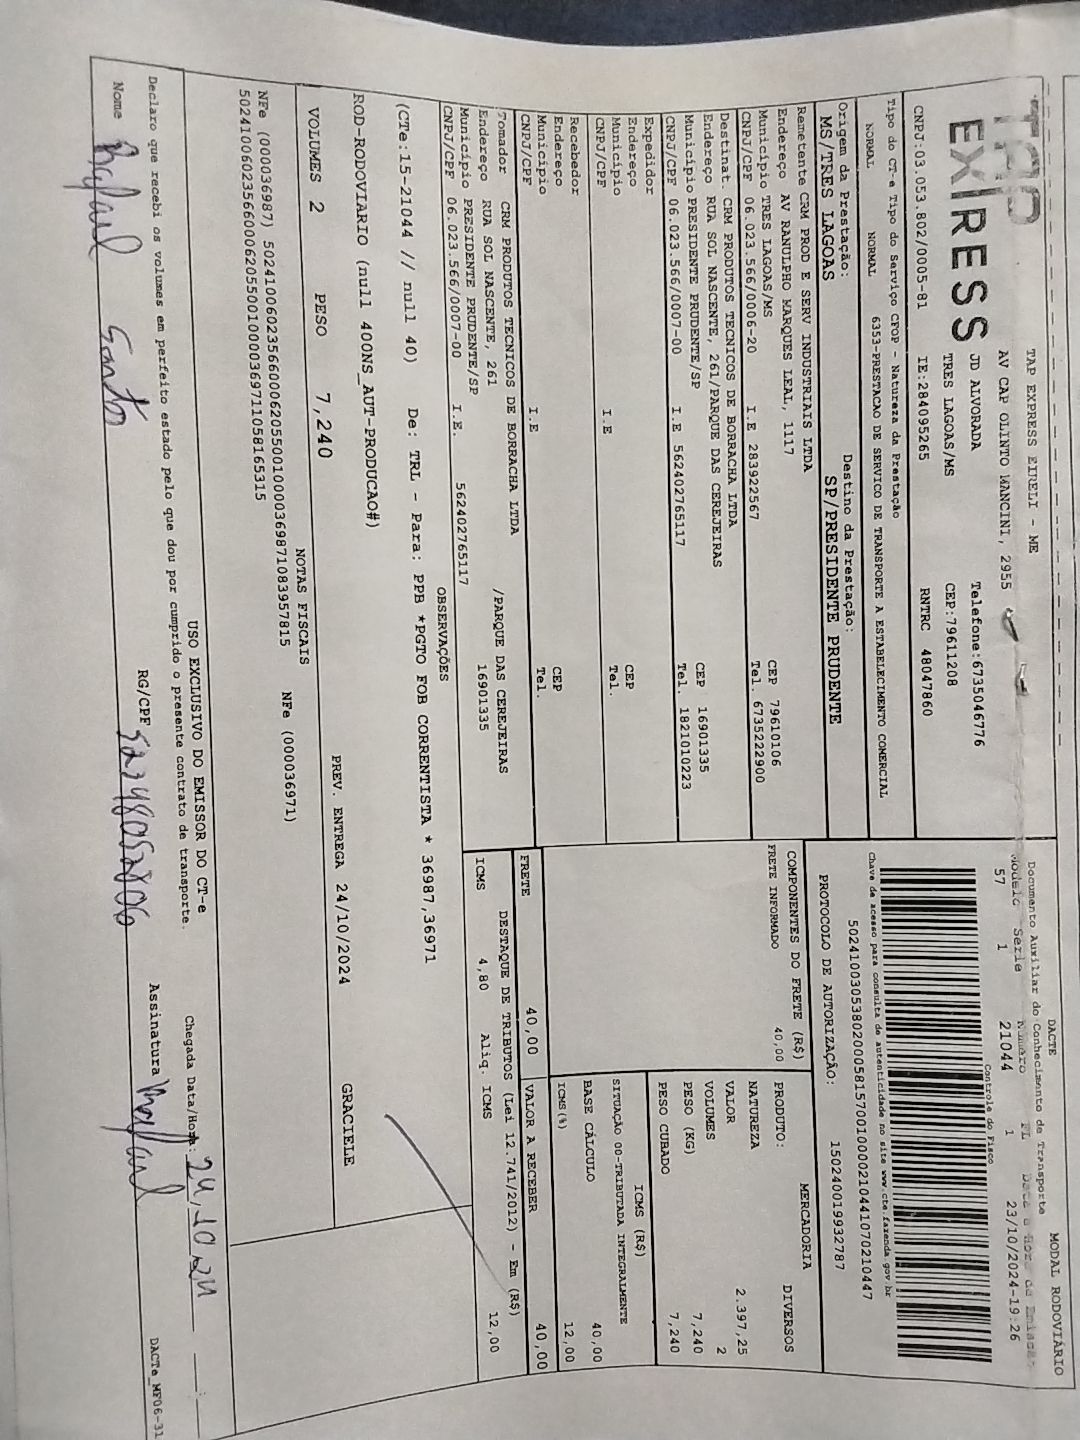 TAP
EXPRESS
TAP EXPRESS EIRELI - ME
AV CAP OLINTO MANCINI, 2955
JD ALVORADA
TRES LAGOAS/MS
Telefone:6735046776
CEP:79611208
CNPJ:03.053.802/0005-81 IE.:284095265 RNTRC 48047860
DACTE
Documento Auxiliar do Conhecimento de Transporte
MODAL RODOVIÁRIO
Modelo Serie Número FL Data e Hora de Emissão
57 1 21044 1 23/10/2024-19:26
Controle do Fisco
Chave de acesso para consulta de autenticidade no site www.cte.fazenda.gov.br
50241003053802000581570010000210441070210447
PROTOCOLO DE AUTORIZAÇÃO: 150240019932787
Tipo do CT-e Tipo do Serviço CFOP - Natureza da Prestação
NORMAL NORMAL 6353-PRESTACAO DE SERVICO DE TRANSPORTE A ESTABELECIMENTO COMERCIAL
Origem da Prestação: Destino da Prestação:
MS/TRES LAGOAS SP/PRESIDENTE PRUDENTE
Remetente CRM PROD E SERV INDUSTRIAIS LTDA
Endereço AV RANULPHO MARQUES LEAL, 1117 CEP 79610106
Município TRES LAGOAS/MS Tel. 6735222900
CNPJ/CPF 06.023.566/0006-20 I.E 283922567
Destinat. CRM PRODUTOS TECNICOS DE BORRACHA LTDA
Endereço RUA SOL NASCENTE, 261/PARQUE DAS CEREJEIRAS
Município PRESIDENTE PRUDENTE/SP CEP 16901335
CNPJ/CPF 06.023.566/0007-00 I.E 562402765117 Tel. 1821010223
Expedidor
Endereço CEP
Município Tel.
CNPJ/CPF I.E
Recebedor
Endereço CEP
Município Tel.
CNPJ/CPF I.E
Tomador CRM PRODUTOS TECNICOS DE BORRACHA LTDA
Endereço RUA SOL NASCENTE, 261 /PARQUE DAS CEREJEIRAS
Município PRESIDENTE PRUDENTE/SP 16901335
CNPJ/CPF 06.023.566/0007-00 I.E. 562402765117
COMPONENTES DO FRETE (R$)
FRETE INFORMADO 40,00
PRODUTO: MERCADORIA
NATUREZA DIVERSOS
VALOR 2.397,25
VOLUMES 2
PESO (KG) 7,240
PESO CUBADO 7,240
ICMS (R$)
SITUAÇÃO 00-TRIBUTADA INTEGRALMENTE
BASE CÁLCULO 40,00
ICMS(%) 12,00
FRETE 40,00 VALOR A RECEBER 40,00
DESTAQUE DE TRIBUTOS (Lei 12.741/2012) - Em (R$)
ICMS 4,80 Aliq. ICMS 12,00
OBSERVAÇÕES
(CTe:15-21044 // null 40) De: TRL - Para: PPB *PGTO FOB CORRENTISTA * 36987,36971
ROD-RODOVIARIO (null 400NS_AUT-PRODUCAO#)
VOLUMES 2 PESO 7,240 PREV. ENTREGA 24/10/2024 GRACIELE
NOTAS FISCAIS
NFe (000036987) 50241006023566000620550010000369871083957815 NFe (000036971)
50241006023566000620550010000369711058165315
USO EXCLUSIVO DO EMISSOR DO CT-e
Declaro que recebi os volumes em perfeito estado pelo que dou por cumprido o presente contrato de transporte.
Chegada Data/Hora: 24,10,24 __:__
Nome Rafael RG/CPF 52748052806 Assinatura Rafael
DACTe_MF06-31